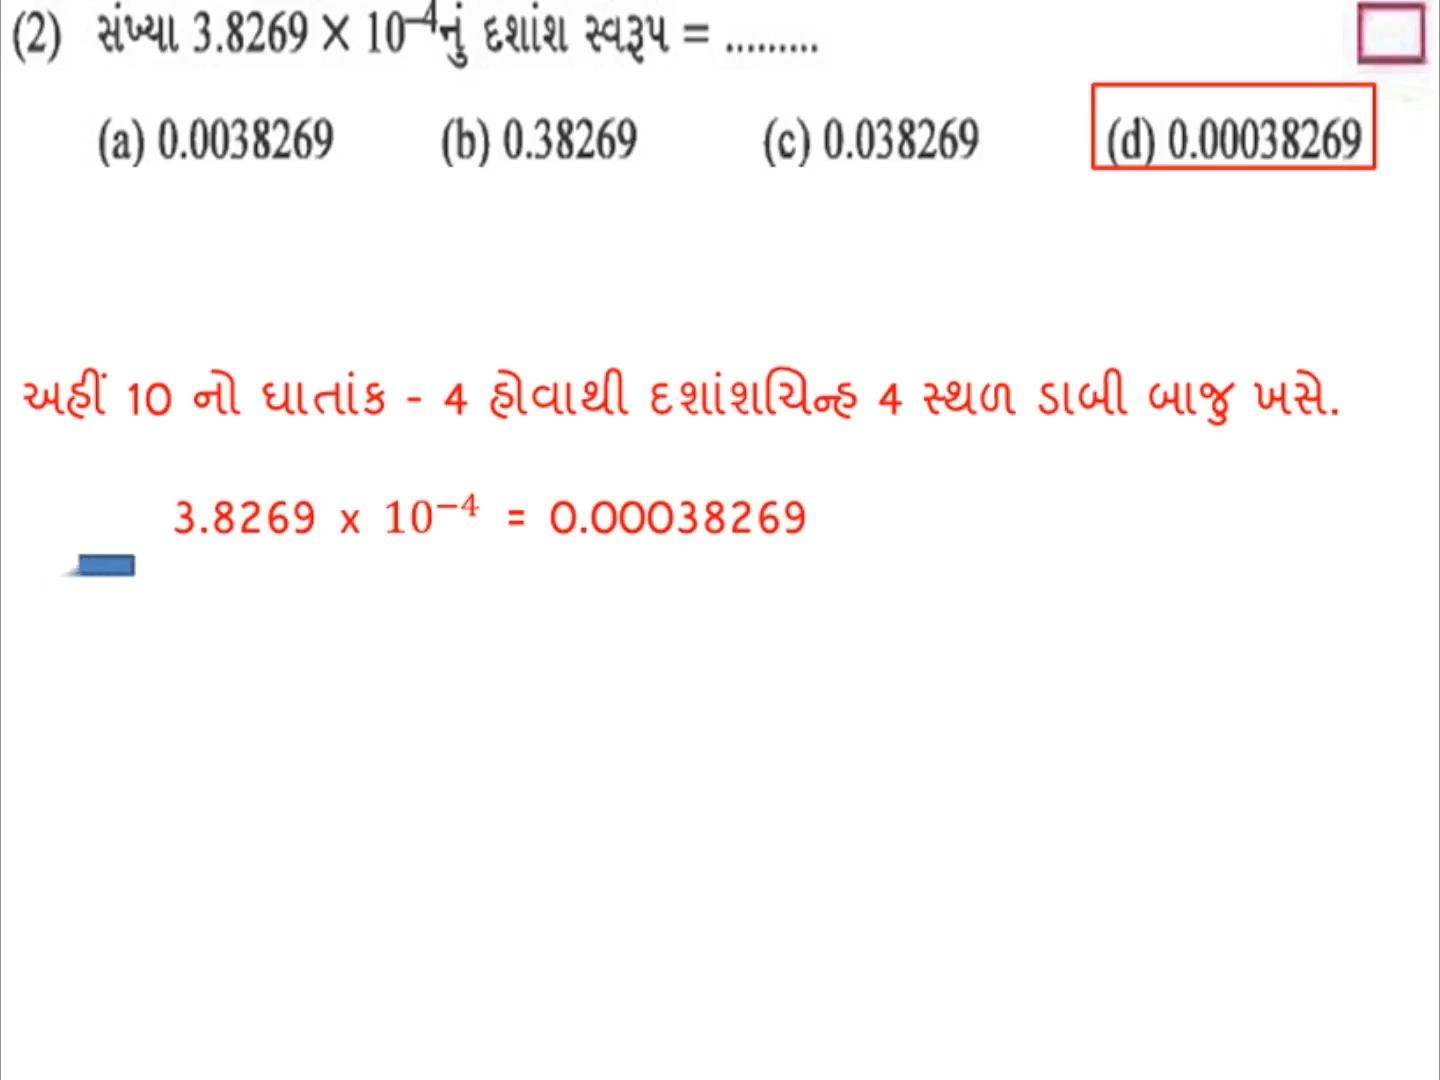 (2) સંખ્યા 3.8269 × 10⁻⁴નું દશાંશ સ્વરૂપ = .........
(a) 0.0038269 (b) 0.38269 (c) 0.038269 (d) 0.00038269
અહીં 10 નો ઘાતાંક - 4 હોવાથી દશાંશચિન્હ 4 સ્થળ ડાબી બાજુ ખસે.
3.8269 x 10⁻⁴ = 0.00038269